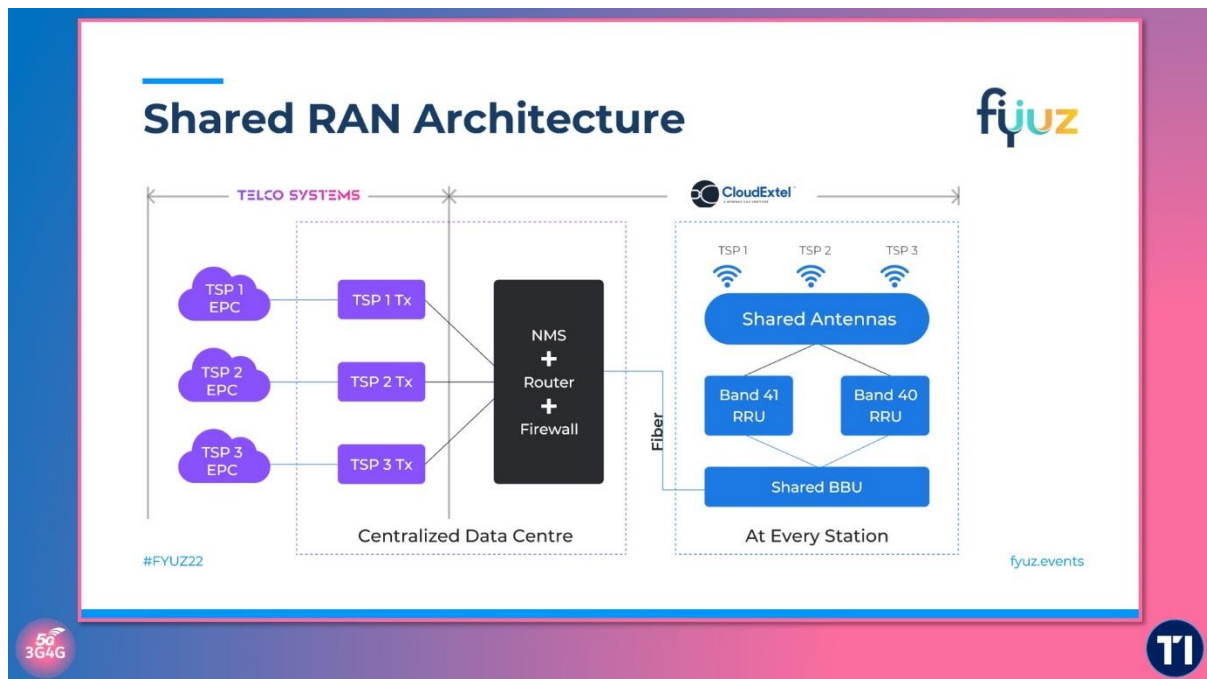 Shared RAN Architecture
fyuz
TELCO SYSTEMS
CloudExtel
TSP 1
EPC
TSP 2
EPC
TSP 3
EPC
TSP 1 Tx
TSP 2 Tx
TSP 3 Tx
NMS
+
Router
+
Firewall
Centralized Data Centre
Fiber
TSP 1
TSP 2
TSP 3
Shared Antennas
Band 41
RRU
Band 40
RRU
Shared BBU
At Every Station
#FYUZ22
fyuz.events
5G
3G4G
TI